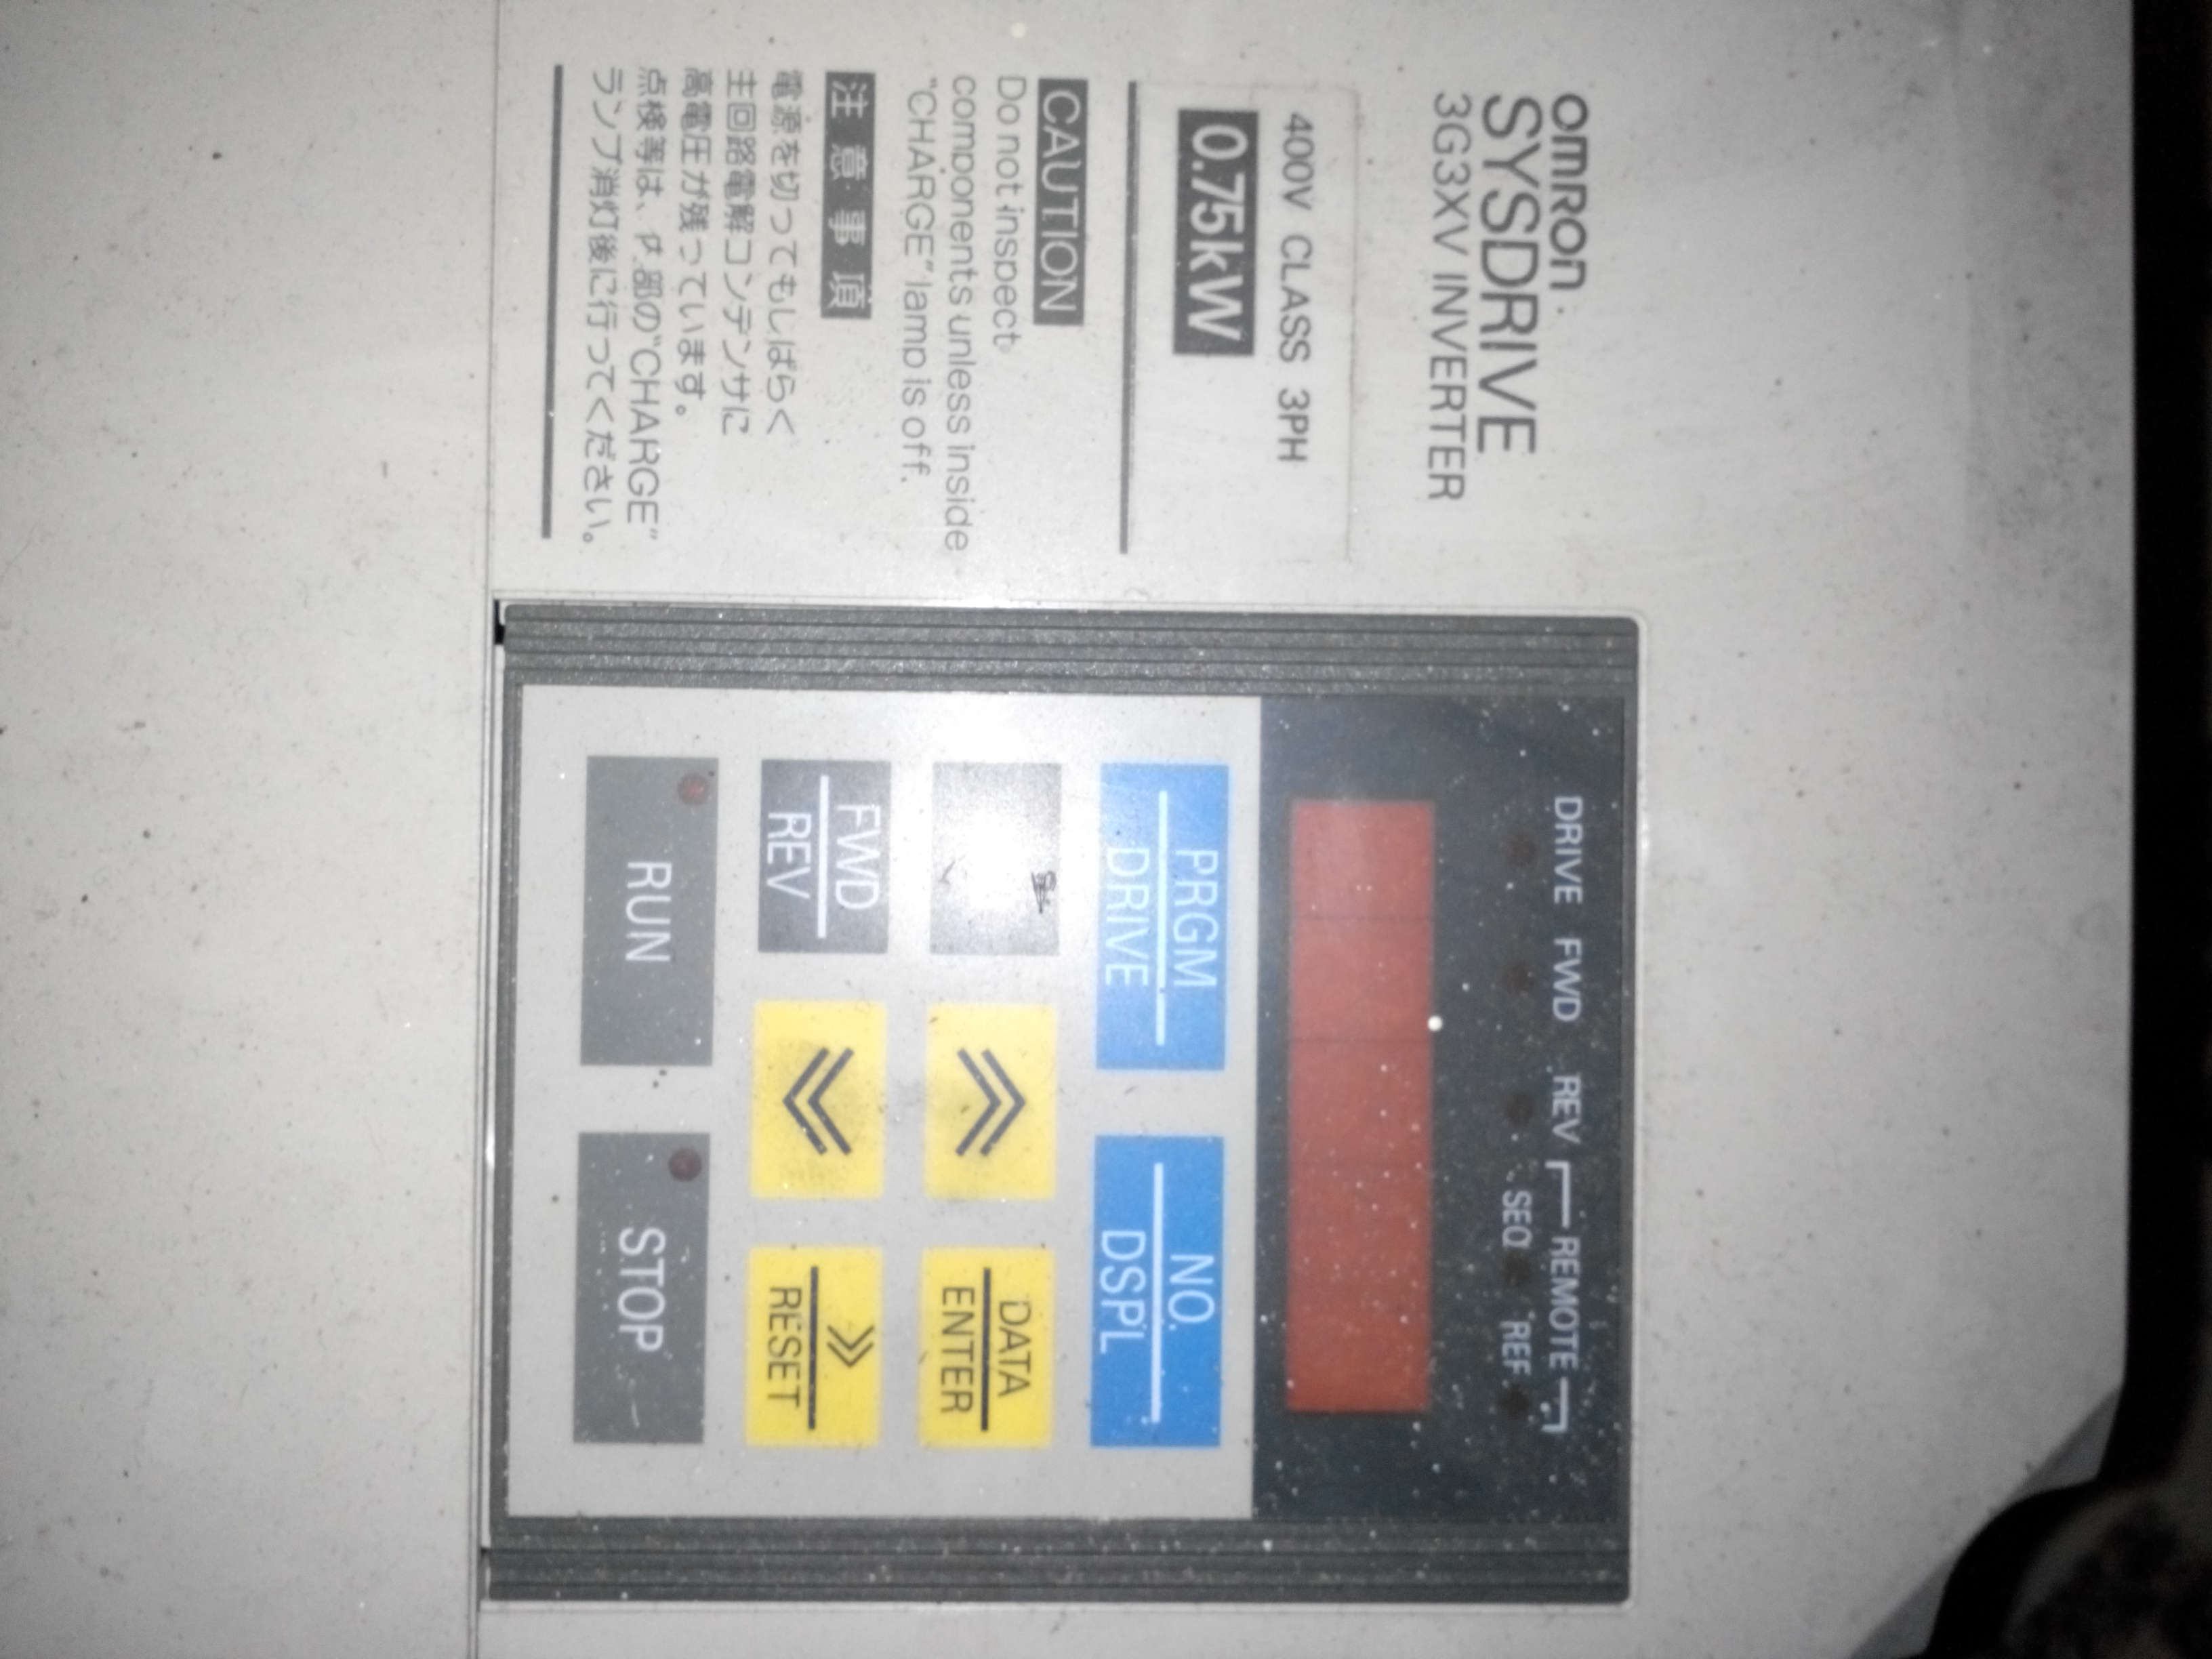 OMRON
SYSDRIVE
3G3XV INVERTER
400V CLASS 3PH
0.75kW
CAUTION
Do not inspect
components unless inside
"CHARGE" lamp is off.
注意事項
電源を切ってもしばらく
主回路電解コンデンサに
高電圧が残っています。
点検等は、内部の"CHARGE"
ランプ消灯後に行ってください。
DRIVE FWD REV REMOTE
SEQ REF
PRGM
DRIVE
NO.
DSPL
DATA
ENTER
FWD
REV
RESET
RUN
STOP